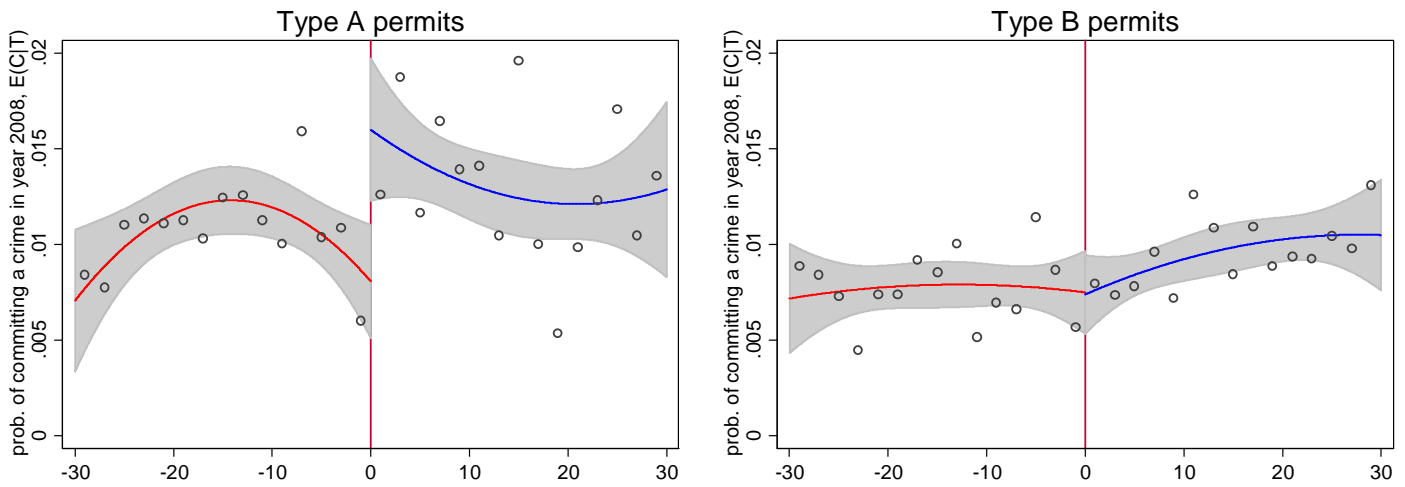 Type A permits
prob. of committing a crime in year 2008, E(C|T)
.02
.015
.01
.005
0
-30 -20 -10 0 10 20 30
Type B permits
prob. of committing a crime in year 2008, E(C|T)
.02
.015
.01
.005
0
-30 -20 -10 0 10 20 30